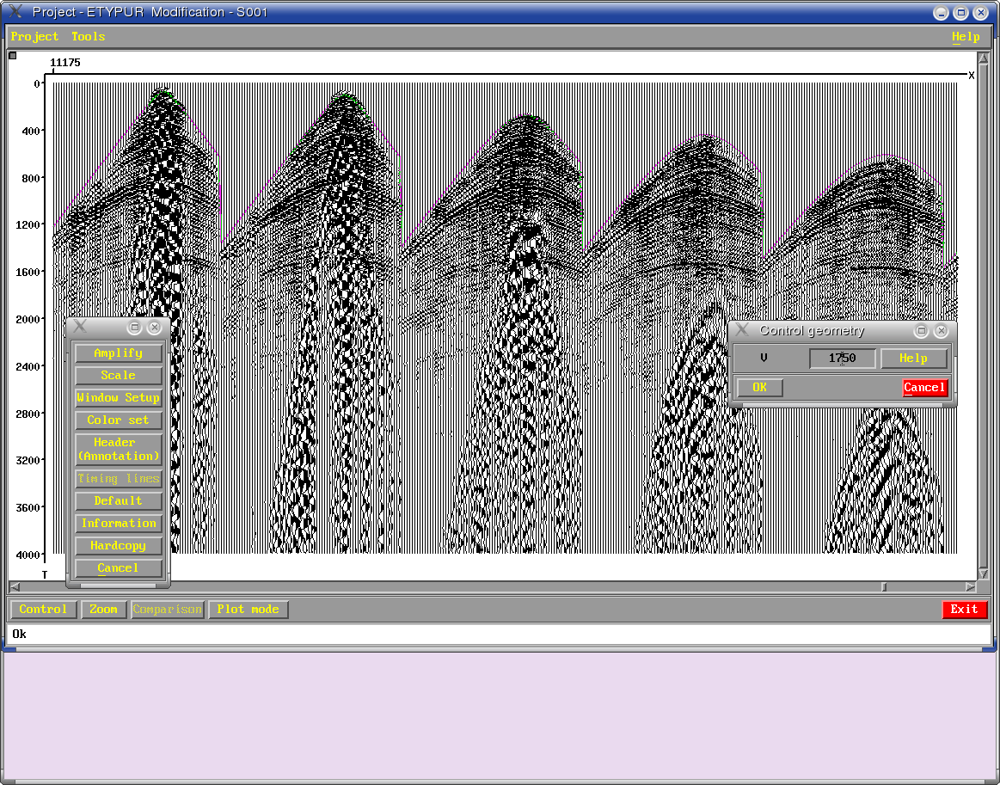 Project - ETYPUR Modification - S001
Project Tools Help
11175
X
0
400
800
1200
1600
2000
2400
2800
3200
3600
4000
T
Amplify
Scale
Window Setup
Color set
Header
(Annotation)
Timing lines
Default
Information
Hardcopy
Cancel
Control geometry
V 1750 Help
OK Cancel
Control Zoom Comparison Plot mode Exit
Ok